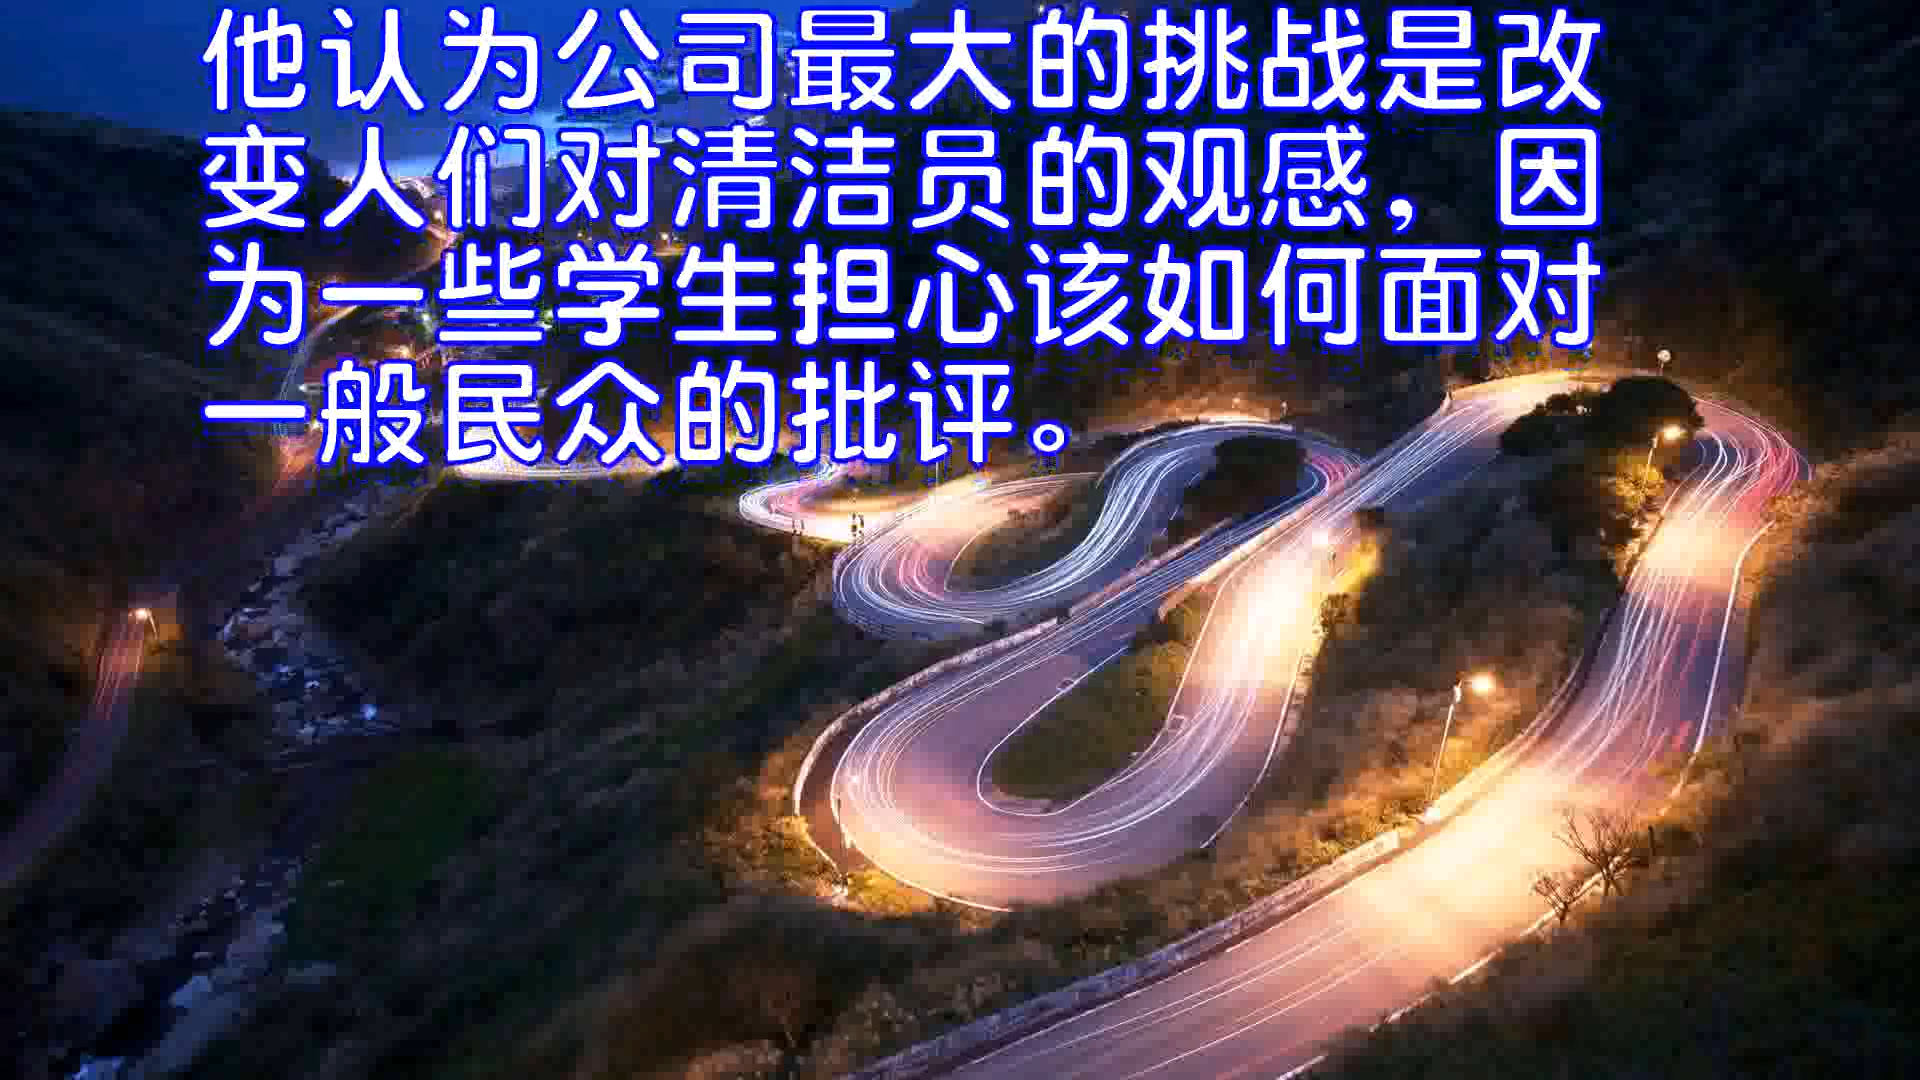 他认为公司最大的挑战是改
变人们对清洁员的观感，因
为一些学生担心该如何面对
一般民众的批评。